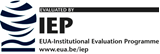 EVALUATED BY
IEP
EUA-Institutional Evaluation Programme
www.eua.be/iep